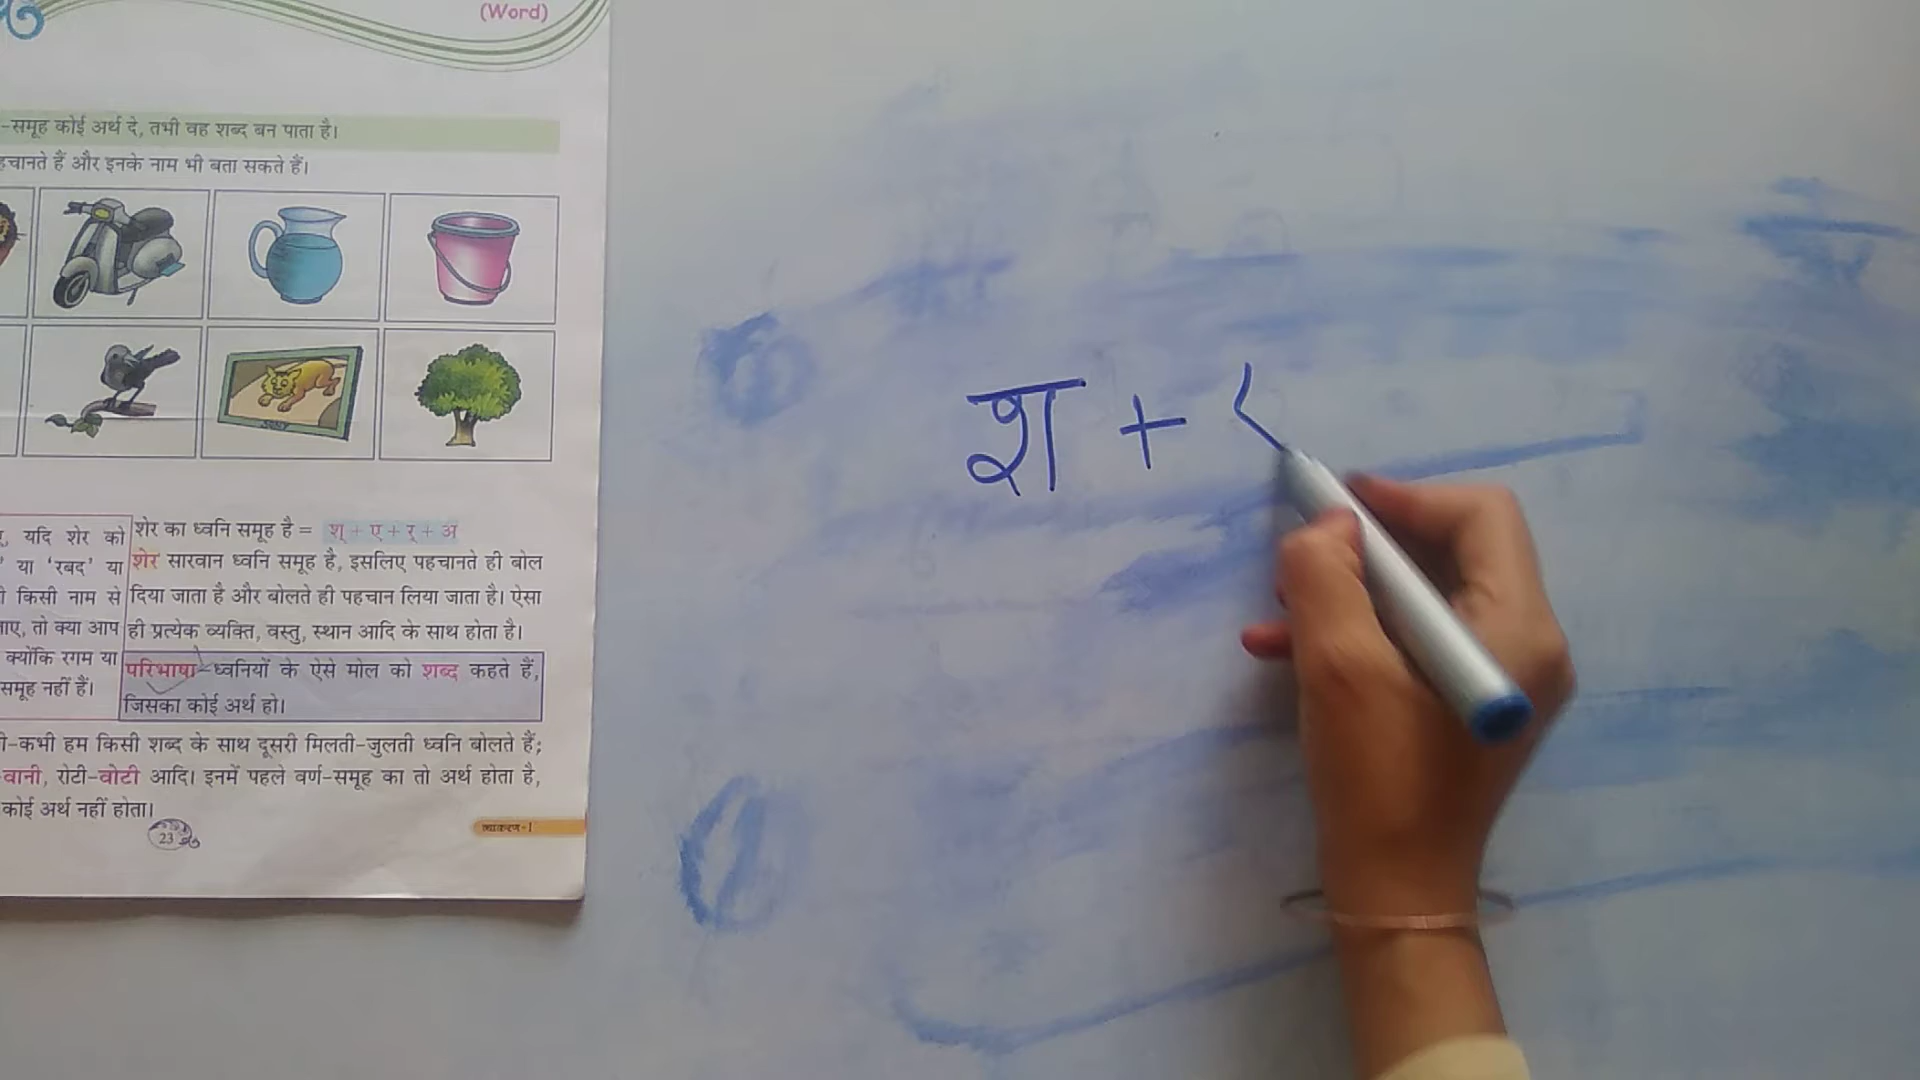 (Word)
-समूह कोई अर्थ दे, तभी वह शब्द बन पाता है।
हचानते हैं और इनके नाम भी बता सकते हैं।
यदि शेर को
' या 'रबद' या
किसी नाम से
जाए, तो क्या आप
क्योंकि रगम या
समूह नहीं हैं।
शेर का ध्वनि समूह है = श् + ए + र् + अ
शेर सारवान ध्वनि समूह है, इसलिए पहचानते ही बोल
दिया जाता है और बोलते ही पहचान लिया जाता है। ऐसा
ही प्रत्येक व्यक्ति, वस्तु, स्थान आदि के साथ होता है।
परिभाषा–ध्वनियों के ऐसे मोल को शब्द कहते हैं,
जिसका कोई अर्थ हो।
ी-कभी हम किसी शब्द के साथ दूसरी मिलती-जुलती ध्वनि बोलते हैं;
-वानी, रोटी-वोटी आदि। इनमें पहले वर्ण-समूह का तो अर्थ होता है,
कोई अर्थ नहीं होता।
23
व्याकरण-1
श +